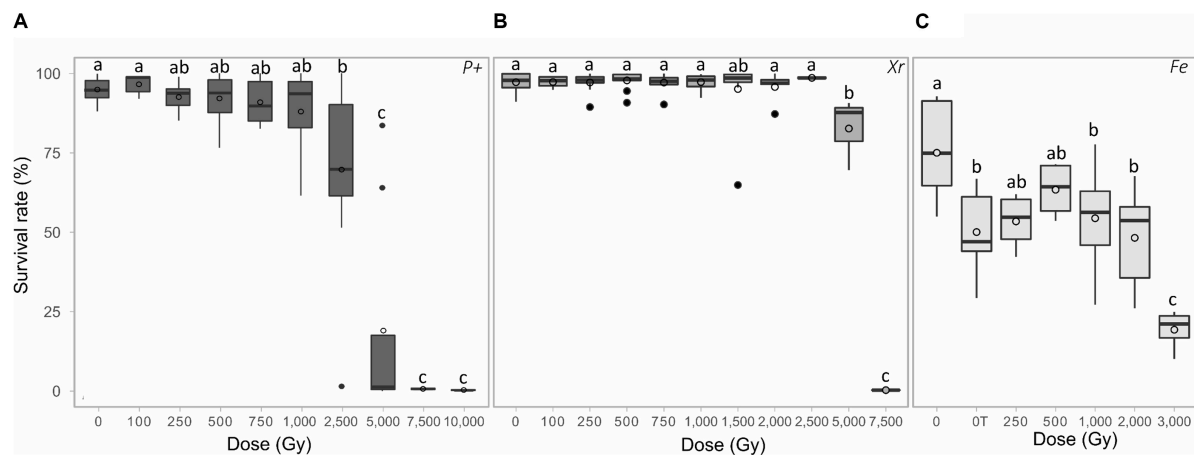 A
B
C
P+
Xr
Fe
a a ab ab ab ab b c c c
a a a a a a ab a a b c
a b ab ab b b c
Survival rate (%)
100
75
50
25
0
0 100 250 500 750 1,000 2,500 5,000 7,500 10,000
0 100 250 500 750 1,000 1,500 2,000 2,500 5,000 7,500
0 0T 250 500 1,000 2,000 3,000
Dose (Gy)
Dose (Gy)
Dose (Gy)